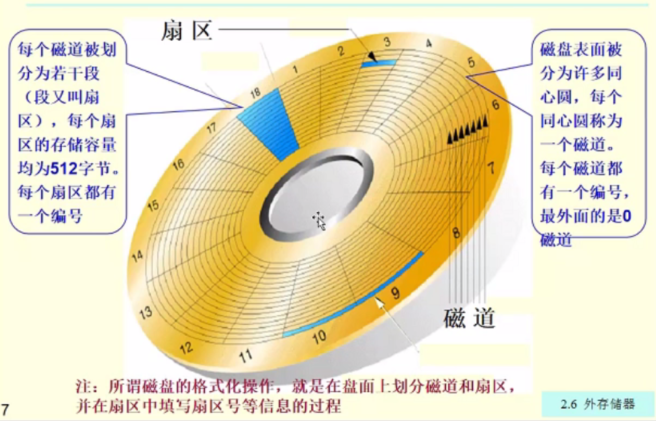 扇 区
每个磁道被划
分为若干段
（段又叫扇
区），每个扇
区的存储容量
均为512字节。
每个扇区都有
一个编号
磁盘表面被
分为许多同
心圆，每个
同心圆称为
一个磁道。
每个磁道都
有一个编号，
最外面的是0
磁道
1
2
3
4
5
6
7
8
9
10
11
12
13
14
15
16
17
18
磁 道
注：所谓磁盘的格式化操作，就是在盘面上划分磁道和扇区，
并在扇区中填写扇区号等信息的过程
7
2.6 外存储器